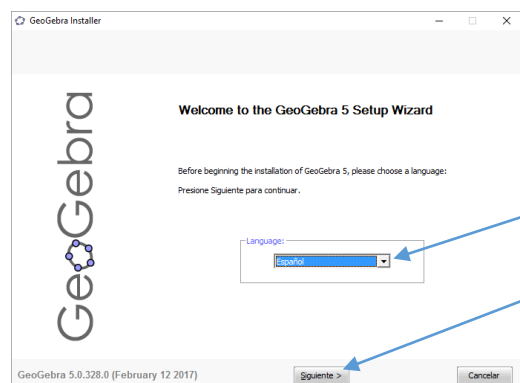 GeoGebra Installer
GeoGebra
Welcome to the GeoGebra 5 Setup Wizard
Before beginning the installation of GeoGebra 5, please choose a language:
Presione Siguiente para continuar.
Language:
Español
GeoGebra 5.0.328.0 (February 12 2017)
Siguiente >
Cancelar